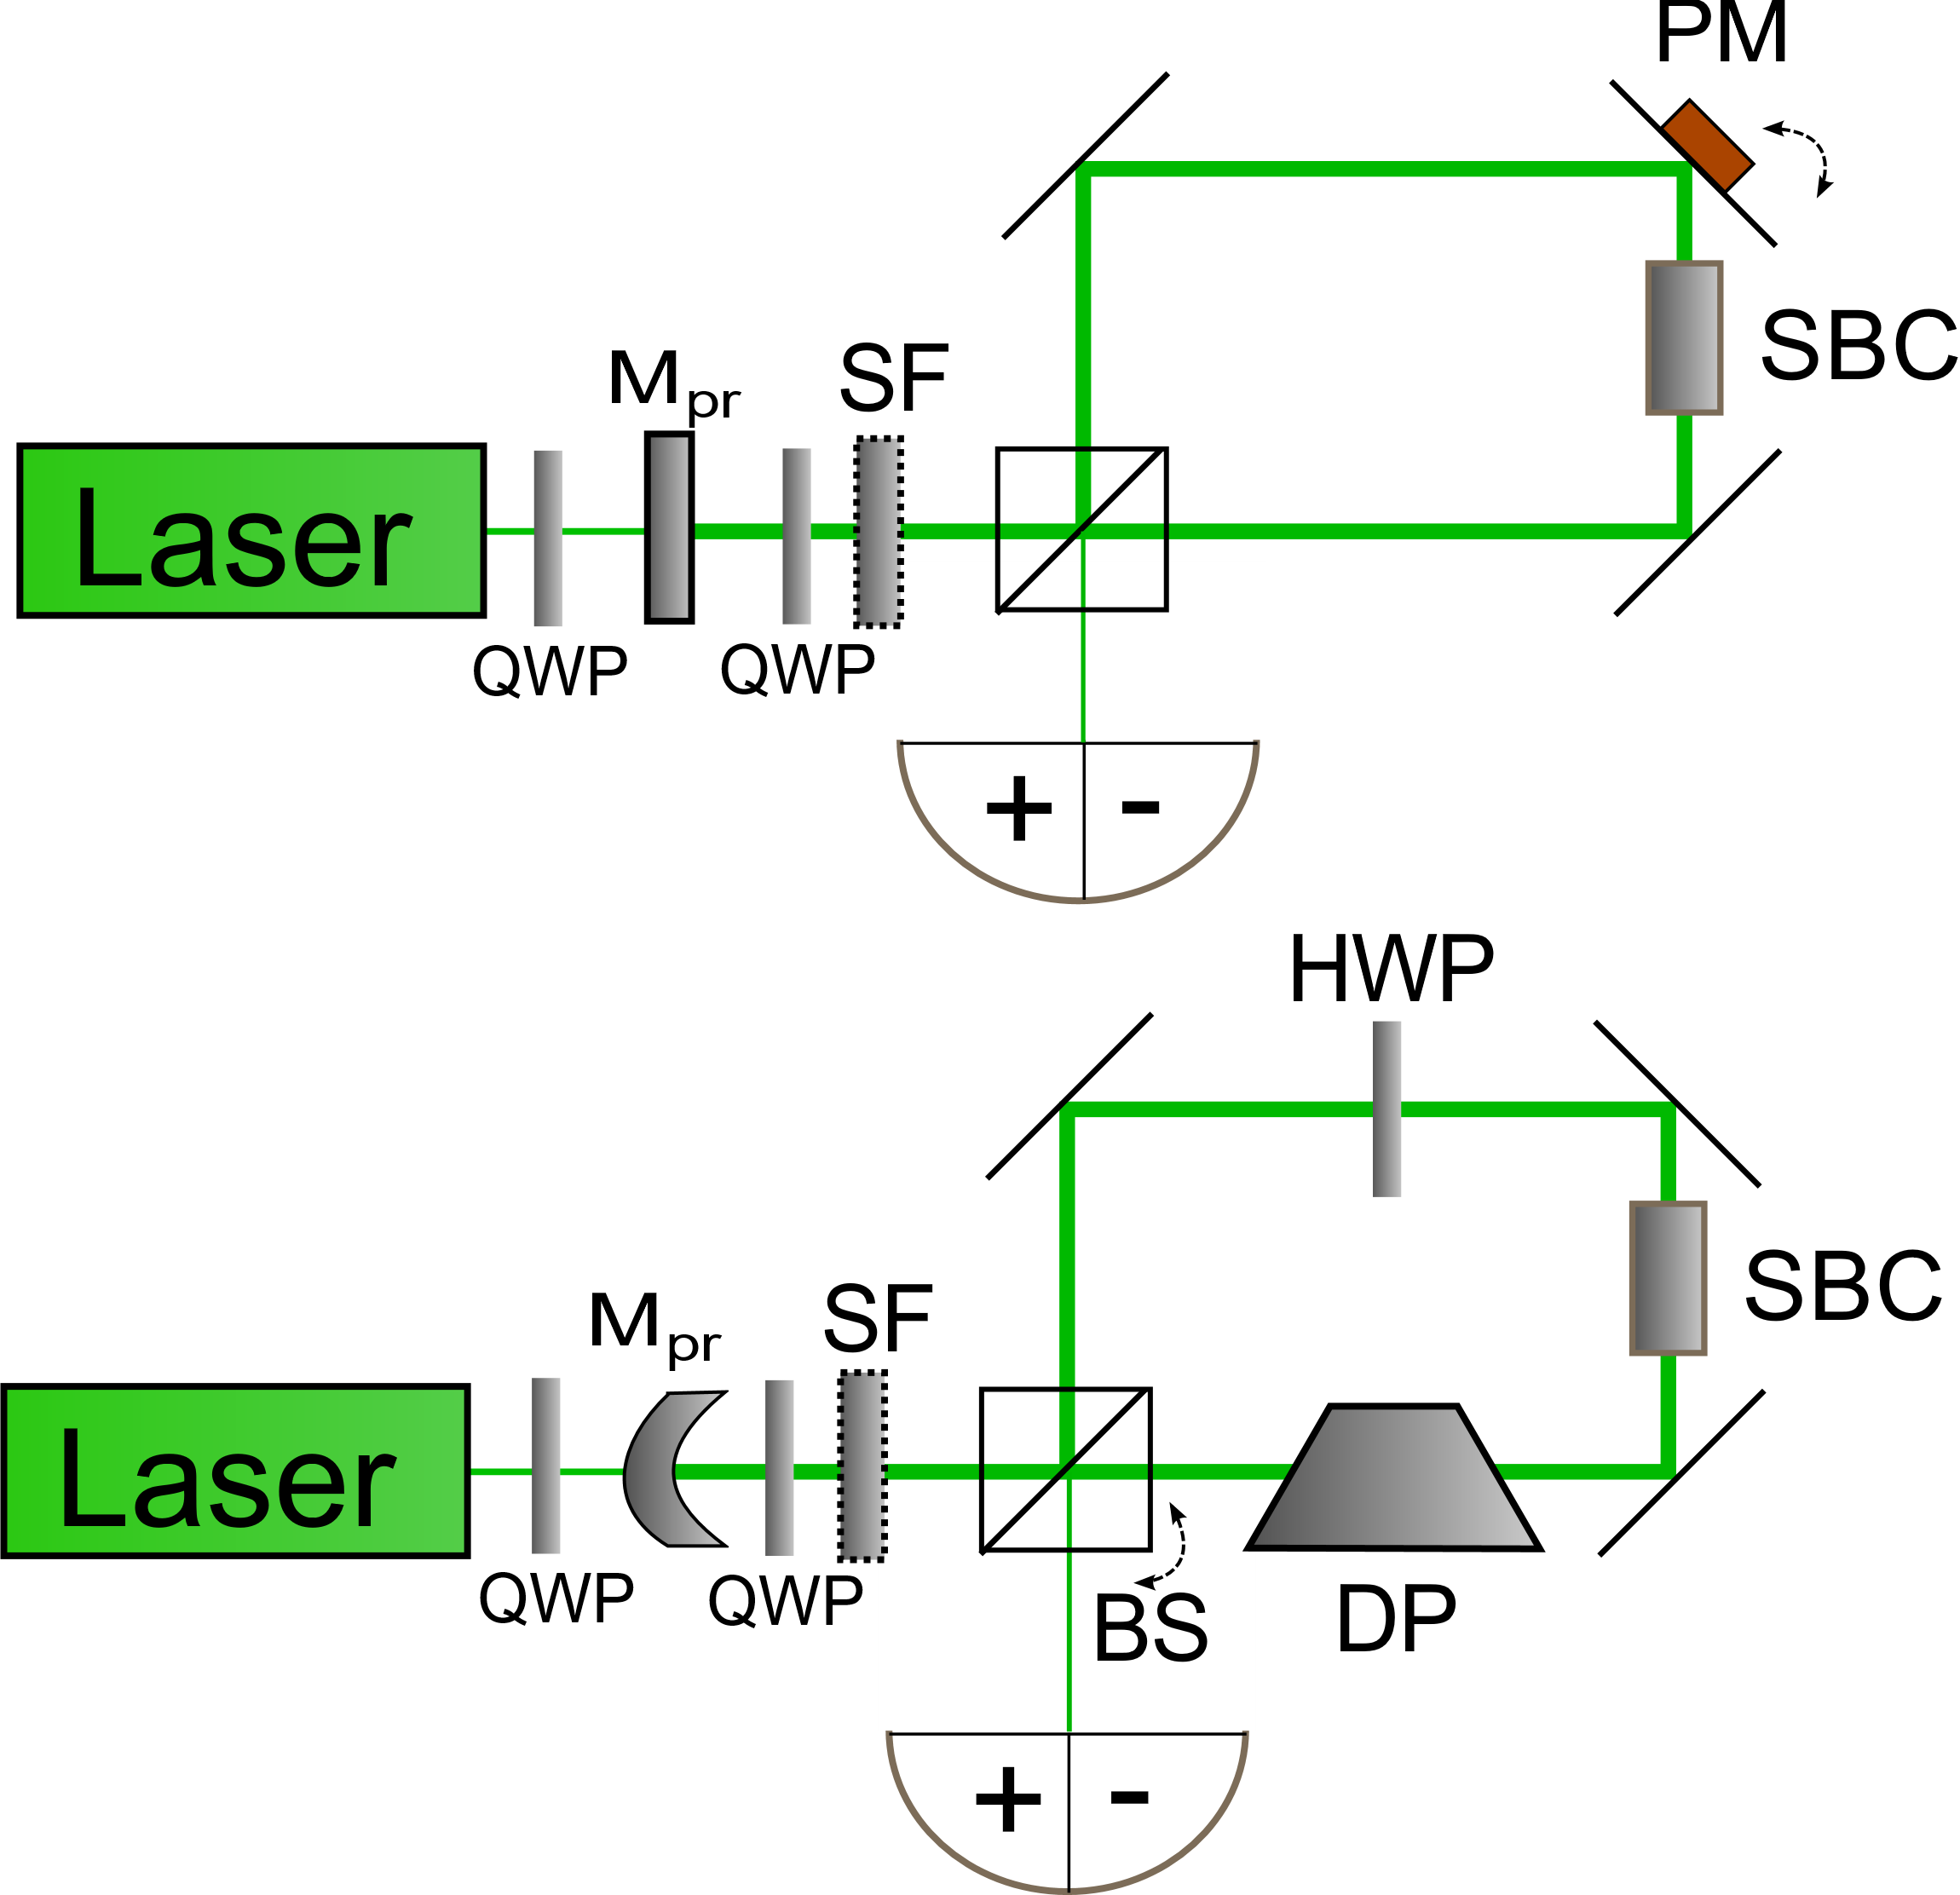 PM
SBC
Mpr
SF
Laser
QWP
QWP
+ -
HWP
SBC
Mpr
SF
Laser
QWP
QWP
BS
DP
+ -